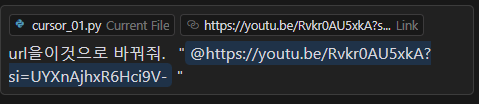 cursor_01.py Current File https://youtu.be/Rvkr0AU5xkA?s... Link
url을이것으로 바꿔줘. " @https://youtu.be/Rvkr0AU5xkA?
si=UYXnAjhxR6Hci9V- "